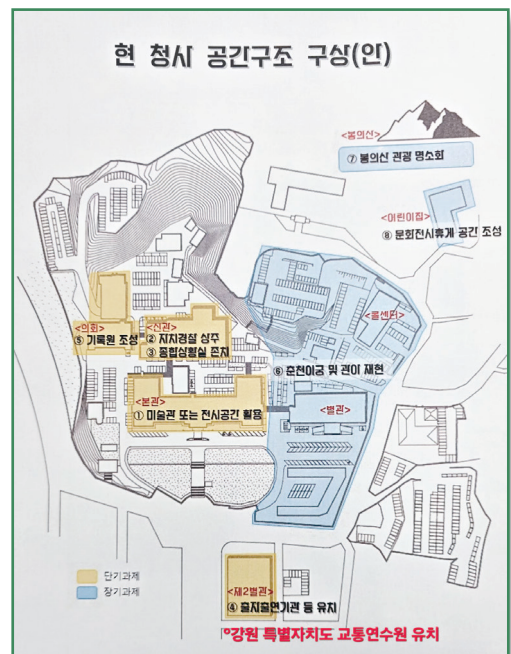 현 청사 공간구조 구상(안)
<봉의산>
⑦ 봉의산 관광 명소화
<어린이집>
⑧ 문화전시휴게 공간 조성
<콜센터>
<의회>
⑤ 기록원 조성
<신관>
② 자치경찰 상주
③ 종합상황실 존치
⑥ 춘천이궁 및 관아 재현
<본관>
① 미술관 또는 전시공간 활용
<별관>
단기과제
장기과제
<제2별관>
④ 출자출연기관 등 유치
*강원 특별자치도 교통연수원 유치